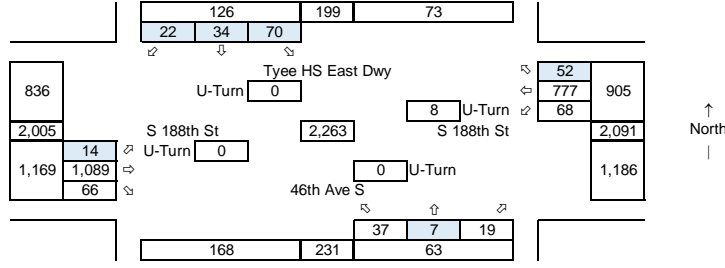 126 199 73
22 34 70
⬃ ⇩ ⬂
Tyee HS East Dwy
⬁ 52
836 U-Turn 0 ⇦ 777 905
8 U-Turn ⬃ 68 ↑
2,005 S 188th St 2,263 S 188th St 2,091 North
14 ⬀ U-Turn 0 |
1,169 1,089 ⇨ 0 U-Turn 1,186
66 ⬂ 46th Ave S
⬁ ⇧ ⬀
37 7 19
168 231 63